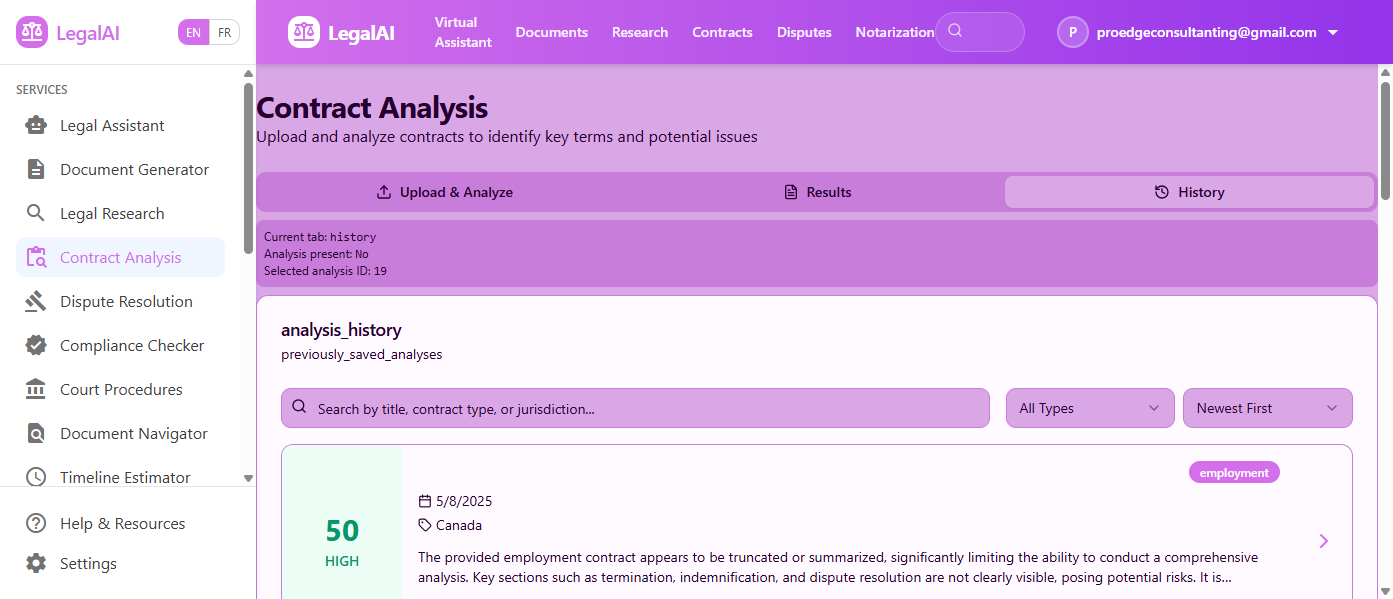 LegalAI
EN FR
SERVICES
Legal Assistant
Document Generator
Legal Research
Contract Analysis
Dispute Resolution
Compliance Checker
Court Procedures
Document Navigator
Timeline Estimator
Help & Resources
Settings
LegalAI
Virtual
Assistant
Documents
Research
Contracts
Disputes
Notarization
P
proedgeconsultanting@gmail.com
Contract Analysis
Upload and analyze contracts to identify key terms and potential issues
Upload & Analyze
Results
History
Current tab: history
Analysis present: No
Selected analysis ID: 19
analysis_history
previously_saved_analyses
Search by title, contract type, or jurisdiction...
All Types
Newest First
50
HIGH
employment
5/8/2025
Canada
The provided employment contract appears to be truncated or summarized, significantly limiting the ability to conduct a comprehensive
analysis. Key sections such as termination, indemnification, and dispute resolution are not clearly visible, posing potential risks. It is...